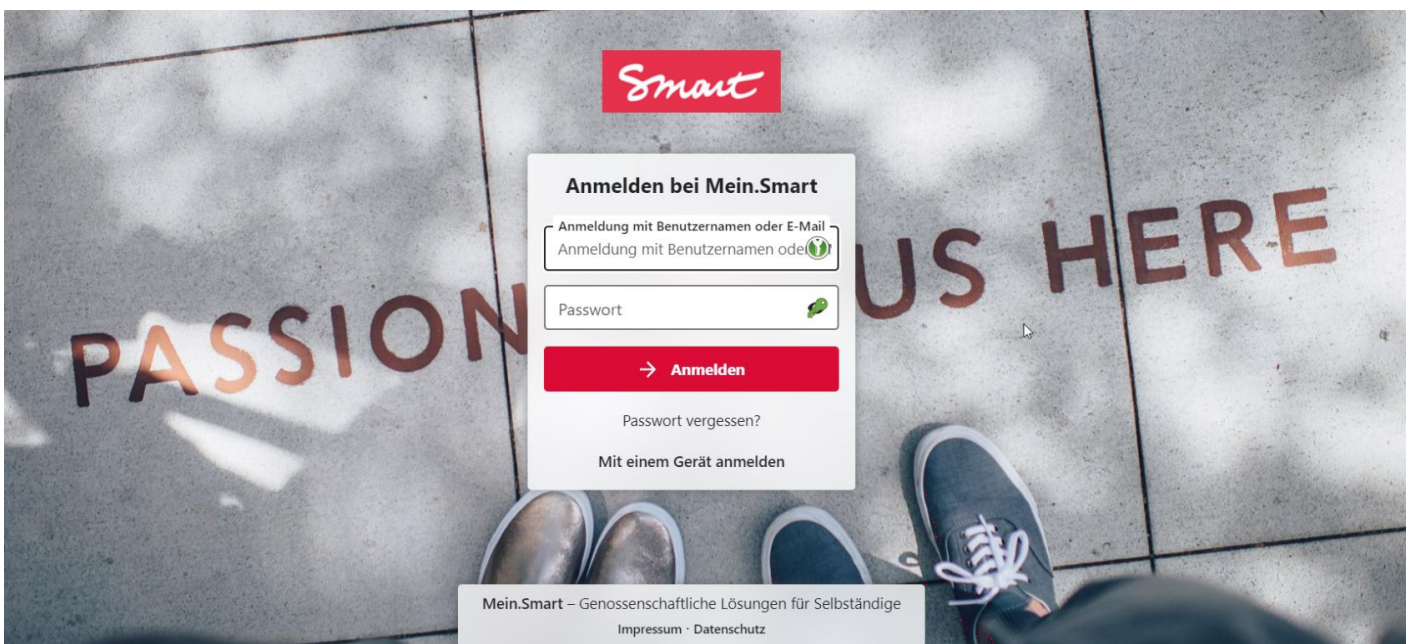 Smart
Anmelden bei Mein.Smart
Anmeldung mit Benutzernamen oder E-Mail
Anmeldung mit Benutzernamen ode
PASSION US HERE
Passwort
→ Anmelden
Passwort vergessen?
Mit einem Gerät anmelden
Mein.Smart – Genossenschaftliche Lösungen für Selbständige
Impressum · Datenschutz